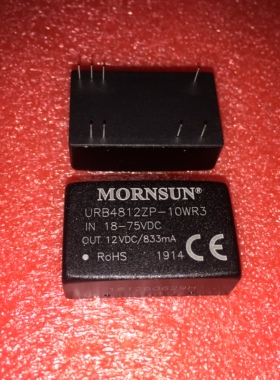 MORNSUN®
URB4812ZP-10WR3
IN 18-75VDC
OUT 12VDC/833mA
RoHS 1914 CE